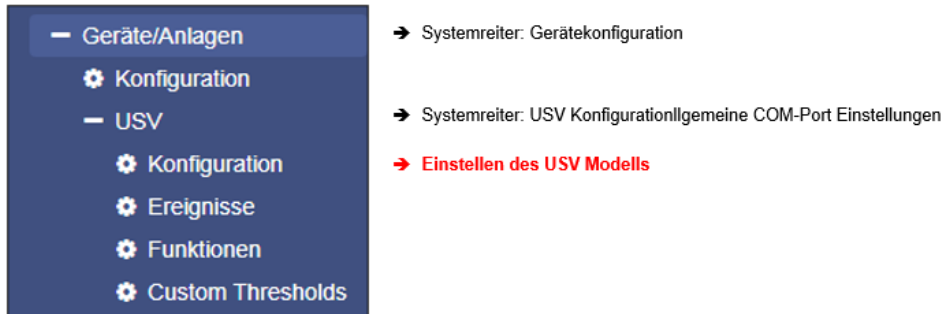 Geräte/Anlagen ➔ Systemreiter: Gerätekonfiguration
Konfiguration
USV ➔ Systemreiter: USV Konfigurationllgemeine COM-Port Einstellungen
Konfiguration ➔ Einstellen des USV Modells
Ereignisse
Funktionen
Custom Thresholds